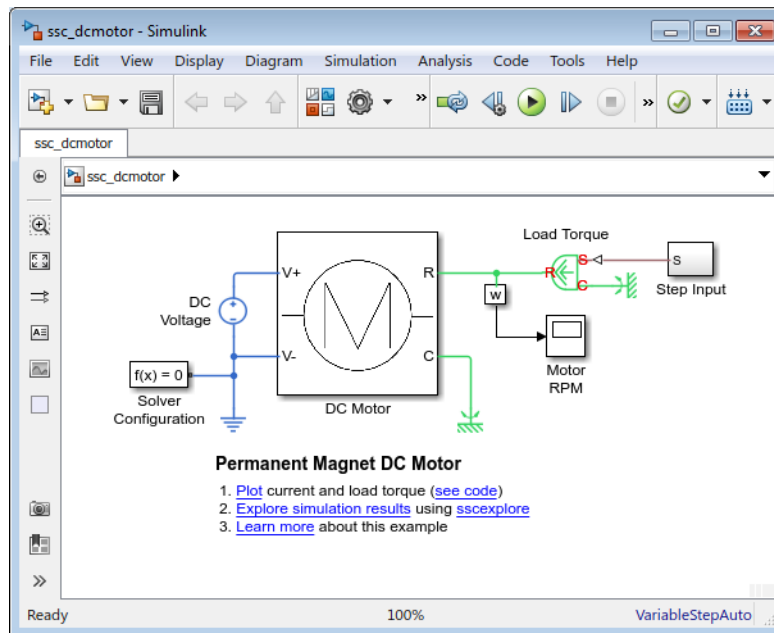 ssc_dcmotor - Simulink
File Edit View Display Diagram Simulation Analysis Code Tools Help
»
»
ssc_dcmotor
ssc_dcmotor
Load Torque
V+
R
R
S
S
C
DC
Voltage
w
Step Input
V-
C
f(x) = 0
Motor
RPM
Solver
Configuration
DC Motor
Permanent Magnet DC Motor
1. Plot current and load torque (see code)
2. Explore simulation results using sscexplore
3. Learn more about this example
Ready
100%
VariableStepAuto